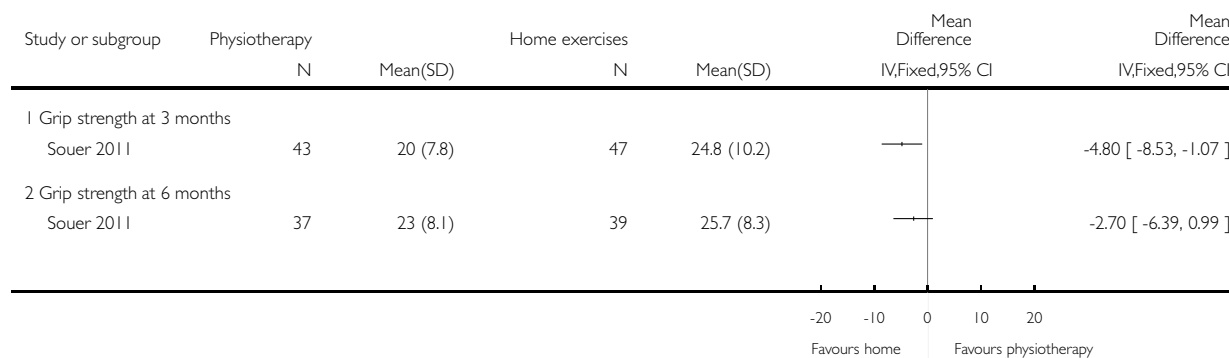 Study or subgroup Physiotherapy Home exercises Mean Difference Mean Difference
N Mean(SD) N Mean(SD) IV,Fixed,95% CI IV,Fixed,95% CI
1 Grip strength at 3 months
Souer 2011 43 20 (7.8) 47 24.8 (10.2) -4.80 [ -8.53, -1.07 ]
2 Grip strength at 6 months
Souer 2011 37 23 (8.1) 39 25.7 (8.3) -2.70 [ -6.39, 0.99 ]
-20 -10 0 10 20
Favours home Favours physiotherapy